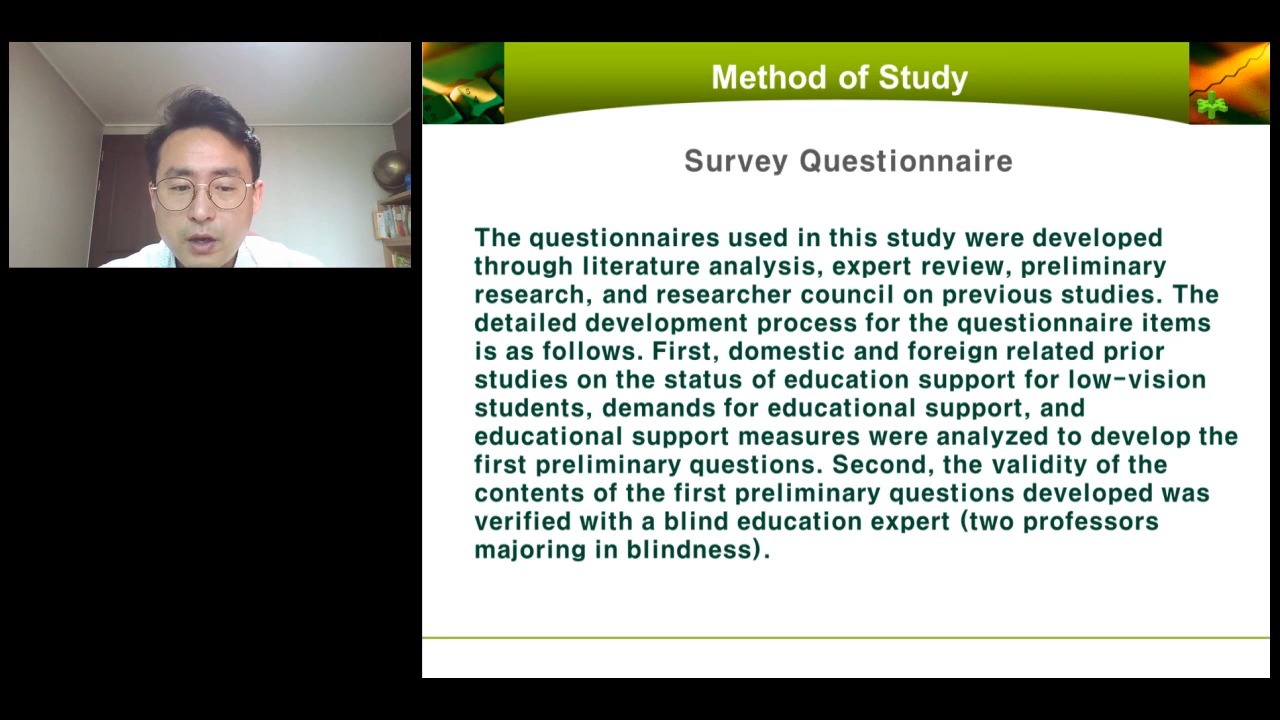 Method of Study
Survey Questionnaire
The questionnaires used in this study were developed
through literature analysis, expert review, preliminary
research, and researcher council on previous studies. The
detailed development process for the questionnaire items
is as follows. First, domestic and foreign related prior
studies on the status of education support for low-vision
students, demands for educational support, and
educational support measures were analyzed to develop the
first preliminary questions. Second, the validity of the
contents of the first preliminary questions developed was
verified with a blind education expert (two professors
majoring in blindness).